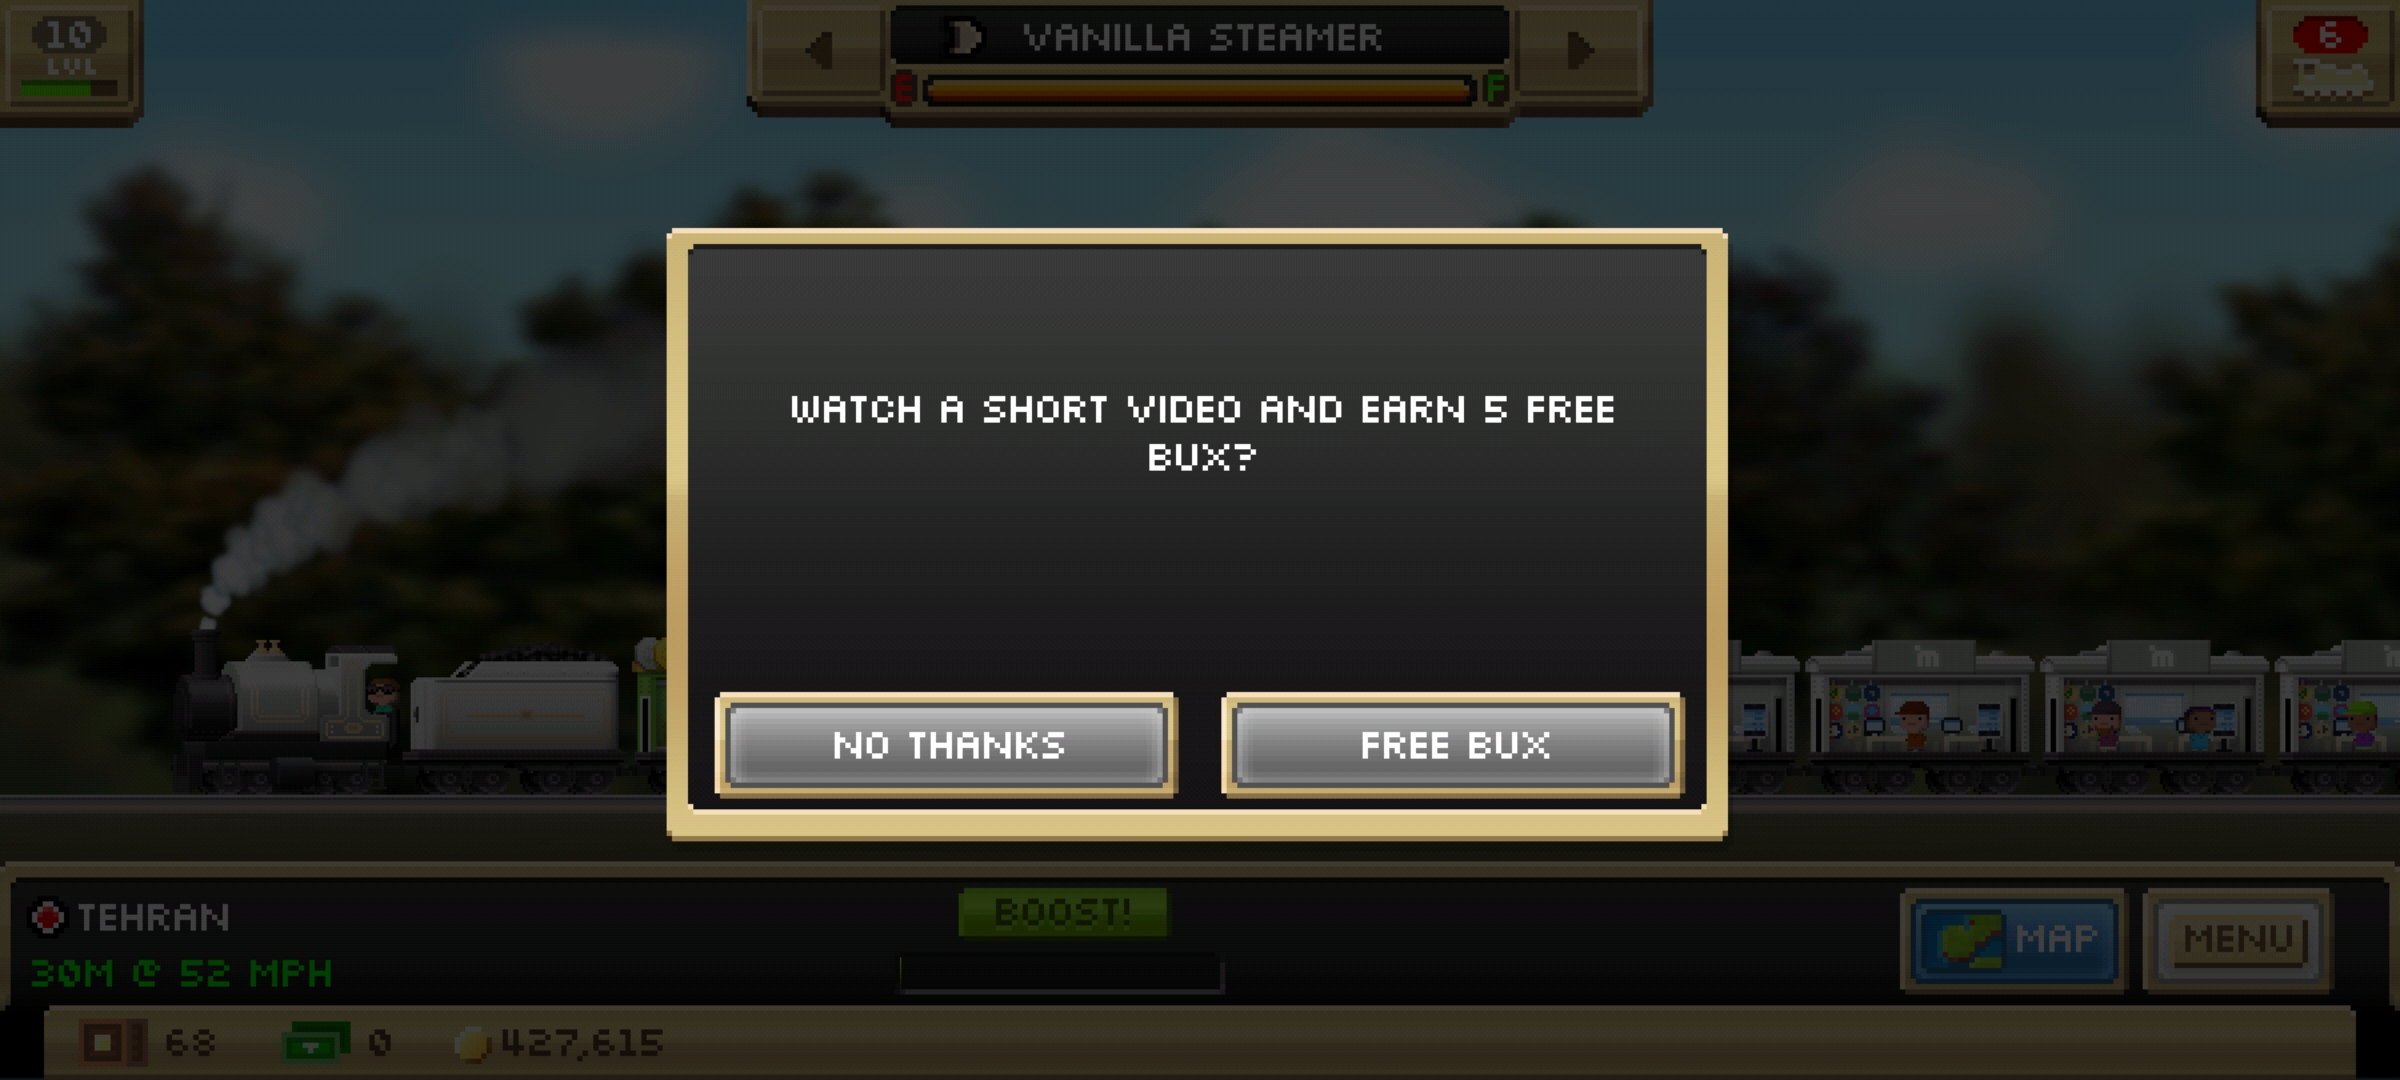 10
LVL
VANILLA STEAMER
E F
6
WATCH A SHORT VIDEO AND EARN 5 FREE
BUX?
NO THANKS
FREE BUX
TEHRAN
30M @ 52 MPH
BOOST!
MAP
MENU
68
0
427,615